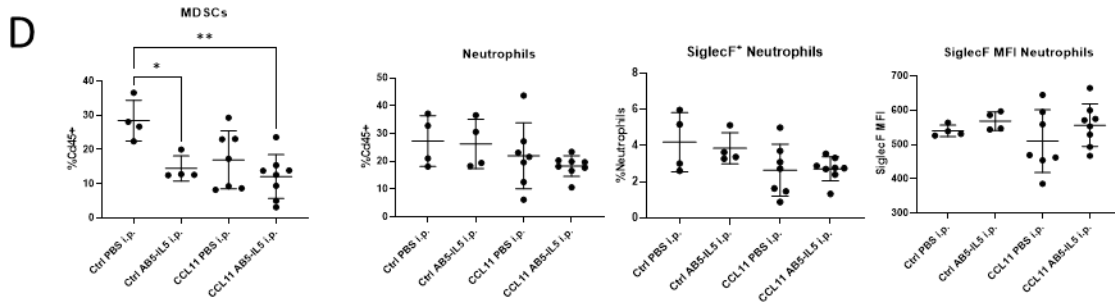 D
MDSCs
**
*
40
30
20
10
0
%Cd45+
Ctrl PBS i.p.
Ctrl AB5-IL5 i.p.
CCL11 PBS i.p.
CCL11 AB5-IL5 i.p.
Neutrophils
50
40
30
20
10
0
%Cd45+
Ctrl PBS i.p.
Ctrl AB5-IL5 i.p.
CCL11 PBS i.p.
CCL11 AB5-IL5 i.p.
SiglecF⁺ Neutrophils
8
6
4
2
0
%Neutrophils
Ctrl PBS i.p.
Ctrl AB5-IL5 i.p.
CCL11 PBS i.p.
CCL11 AB5-IL5 i.p.
SiglecF MFI Neutrophils
700
600
500
400
300
SiglecF MFI
Ctrl PBS i.p.
Ctrl AB5-IL5 i.p.
CCL11 PBS i.p.
CCL11 AB5-IL5 i.p.